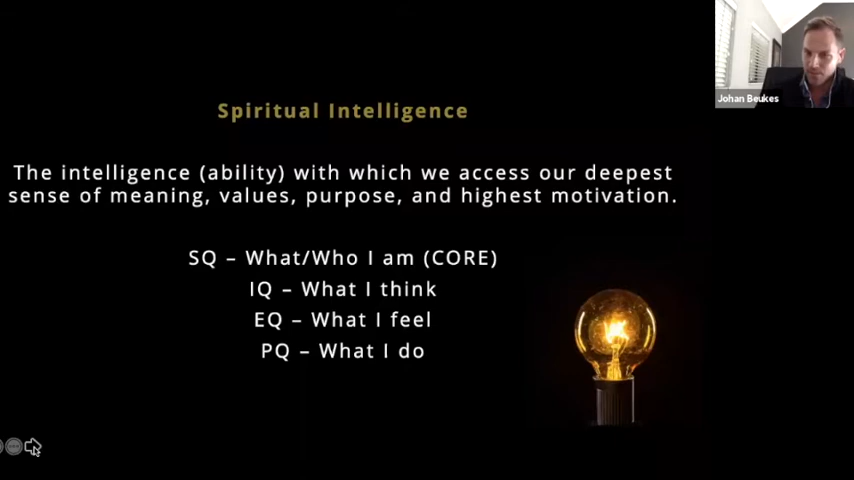 Johan Beukes
Spiritual Intelligence
The intelligence (ability) with which we access our deepest
sense of meaning, values, purpose, and highest motivation.
SQ – What/Who I am (CORE)
IQ – What I think
EQ – What I feel
PQ – What I do